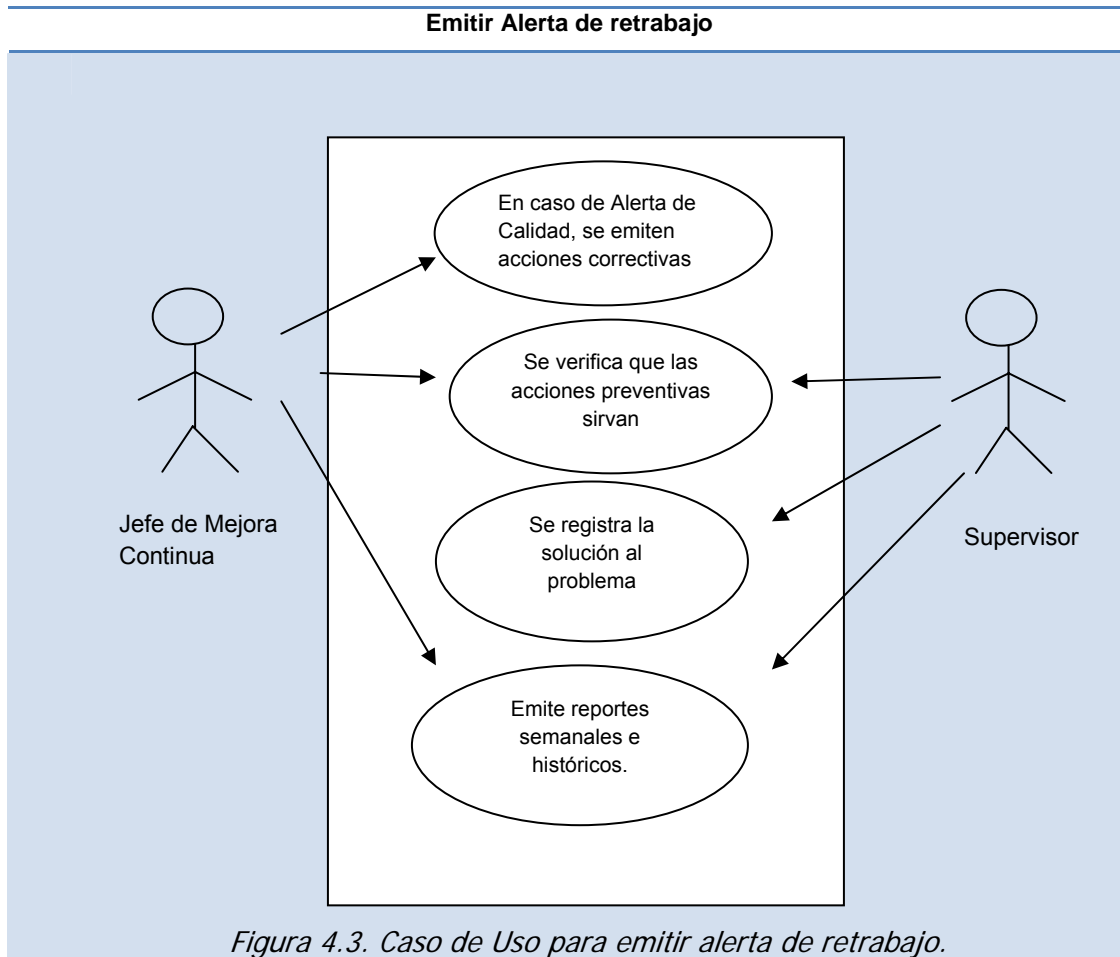 Emitir Alerta de retrabajo
En caso de Alerta de
Calidad, se emiten
acciones correctivas
Se verifica que las
acciones preventivas
sirvan
Jefe de Mejora
Continua
Se registra la
solución al
problema
Supervisor
Emite reportes
semanales e
históricos.
Figura 4.3. Caso de Uso para emitir alerta de retrabajo.